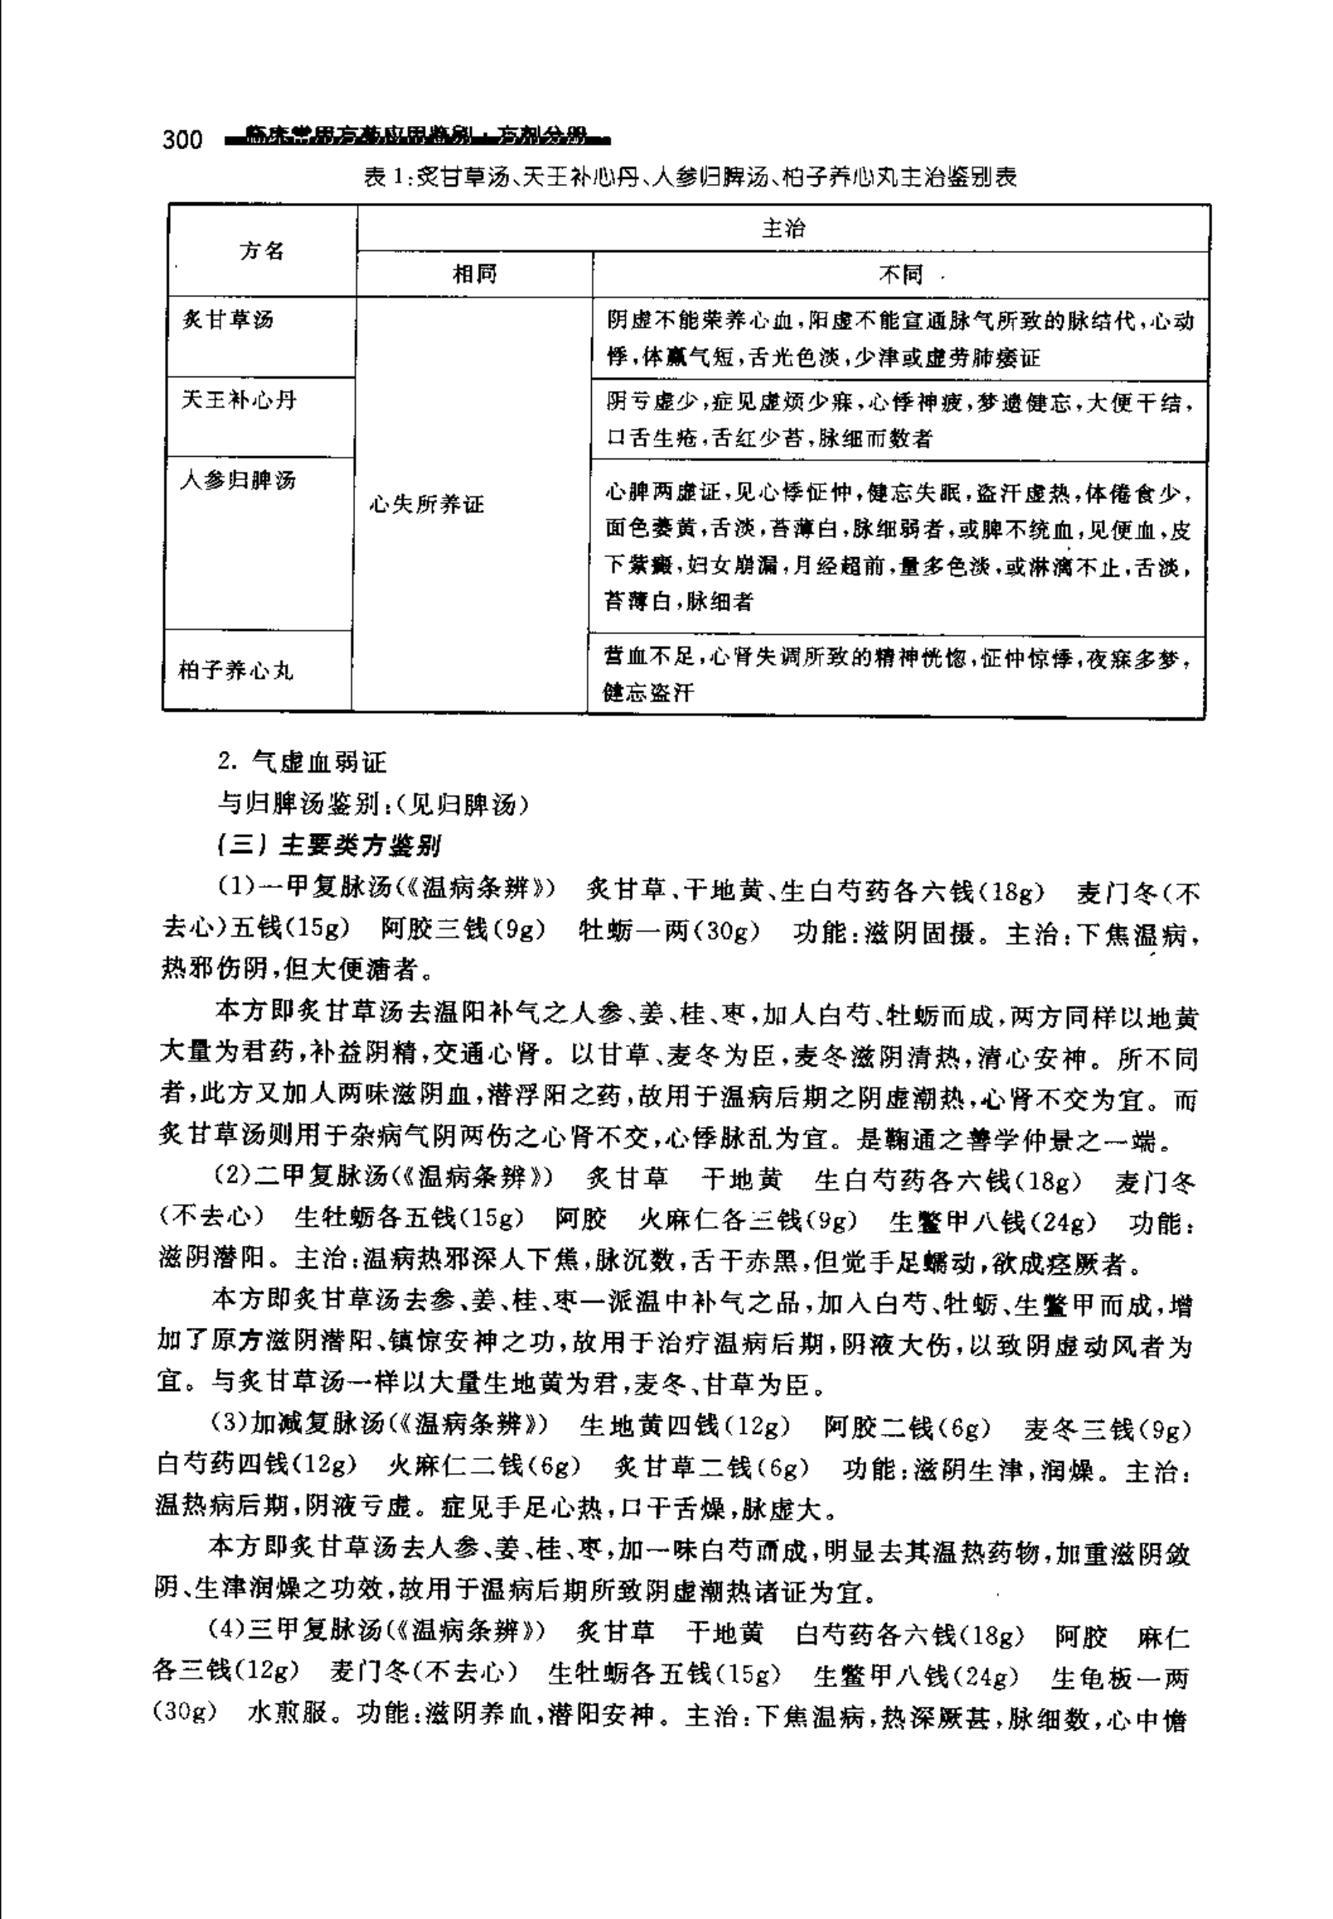 300 临床常用方药应用鉴别·方剂分册
表1:炙甘草汤、天王补心丹、人参归脾汤、柏子养心丸主治鉴别表
方名
主治
相同
不同
炙甘草汤
阴虚不能荣养心血,阳虚不能宣通脉气所致的脉结代,心动
悸,体羸气短,舌光色淡,少津或虚劳肺痿证
天王补心丹
阴亏虚少,症见虚烦少寐,心悸神疲,梦遗健忘,大便干结,
口舌生疮,舌红少苔,脉细而数者
人参归脾汤
心失所养证
心脾两虚证,见心悸怔忡,健忘失眠,盗汗虚热,体倦食少,
面色萎黄,舌淡,苔薄白,脉细弱者,或脾不统血,见便血,皮
下紫癜,妇女崩漏,月经超前,量多色淡,或淋漓不止,舌淡,
苔薄白,脉细者
柏子养心丸
营血不足,心肾失调所致的精神恍惚,怔忡惊悸,夜寐多梦,
健忘盗汗
2. 气虚血弱证
与归脾汤鉴别:(见归脾汤)
(三)主要类方鉴别
(1)一甲复脉汤(《温病条辨》) 炙甘草、干地黄、生白芍药各六钱(18g) 麦门冬(不
去心)五钱(15g) 阿胶三钱(9g) 牡蛎一两(30g) 功能:滋阴固摄。主治:下焦温病,
热邪伤阴,但大便溏者。
本方即炙甘草汤去温阳补气之人参、姜、桂、枣,加人白芍、牡蛎而成,两方同样以地黄
大量为君药,补益阴精,交通心肾。以甘草、麦冬为臣,麦冬滋阴清热,清心安神。所不同
者,此方又加人两味滋阴血,潜浮阳之药,故用于温病后期之阴虚潮热,心肾不交为宜。而
炙甘草汤则用于杂病气阴两伤之心肾不交,心悸脉乱为宜。是鞠通之善学仲景之一端。
(2)二甲复脉汤(《温病条辨》) 炙甘草 干地黄 生白芍药各六钱(18g) 麦门冬
(不去心) 生牡蛎各五钱(15g) 阿胶 火麻仁各三钱(9g) 生鳖甲八钱(24g) 功能:
滋阴潜阳。主治:温病热邪深人下焦,脉沉数,舌干赤黑,但觉手足蠕动,欲成痉厥者。
本方即炙甘草汤去参、姜、桂、枣一派温中补气之品,加人白芍、牡蛎、生鳖甲而成,增
加了原方滋阴潜阳、镇惊安神之功,故用于治疗温病后期,阴液大伤,以致阴虚动风者为
宜。与炙甘草汤一样以大量生地黄为君,麦冬、甘草为臣。
(3)加减复脉汤(《温病条辨》) 生地黄四钱(12g) 阿胶二钱(6g) 麦冬三钱(9g)
白芍药四钱(12g) 火麻仁二钱(6g) 炙甘草二钱(6g) 功能:滋阴生津,润燥。主治:
温热病后期,阴液亏虚。症见手足心热,口干舌燥,脉虚大。
本方即炙甘草汤去人参、姜、桂、枣,加一味白芍而成,明显去其温热药物,加重滋阴敛
阴、生津润燥之功效,故用于温病后期所致阴虚潮热诸证为宜。
(4)三甲复脉汤(《温病条辨》) 炙甘草 干地黄 白芍药各六钱(18g) 阿胶 麻仁
各三钱(12g) 麦门冬(不去心) 生牡蛎各五钱(15g) 生鳖甲八钱(24g) 生龟板一两
(30g) 水煎服。功能:滋阴养血,潜阳安神。主治:下焦温病,热深厥甚,脉细数,心中憺